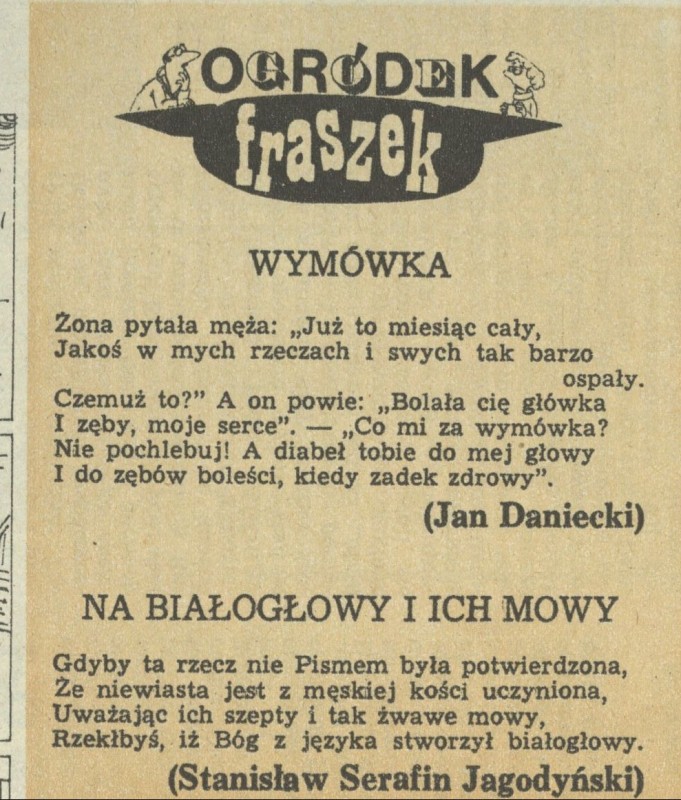 OGRÓDEK
fraszek
WYMÓWKA
Żona pytała męża: „Już to miesiąc cały,
Jakoś w mych rzeczach i swych tak barzo
ospały.
Czemuż to?” A on powie: „Bolała cię główka
I zęby, moje serce”. — „Co mi za wymówka?
Nie pochlebuj! A diabeł tobie do mej głowy
I do zębów boleści, kiedy zadek zdrowy”.
(Jan Daniecki)
NA BIAŁOGŁOWY I ICH MOWY
Gdyby ta rzecz nie Pismem była potwierdzona,
Że niewiasta jest z męskiej kości uczyniona,
Uważając ich szepty i tak żwawe mowy,
Rzekłbyś, iż Bóg z języka stworzył białogłowy.
(Stanisław Serafin Jagodyński)